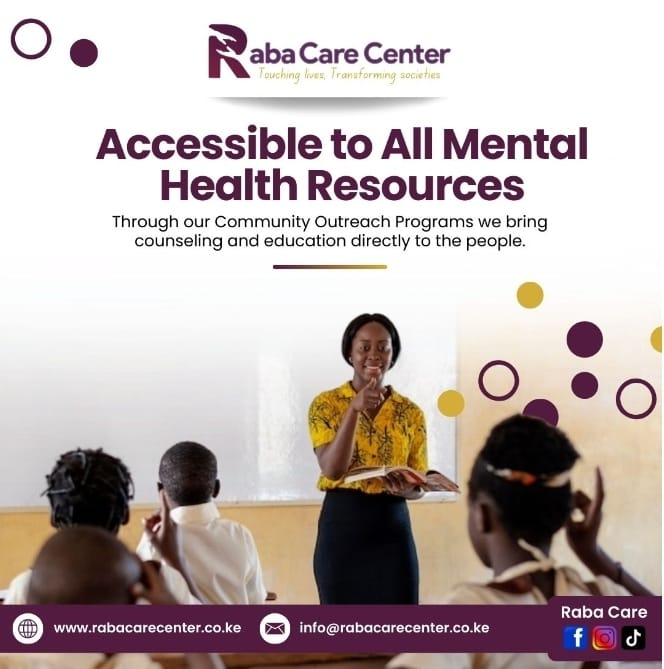 Raba Care Center
Touching lives, Transforming societies
Accessible to All Mental
Health Resources
Through our Community Outreach Programs we bring
counseling and education directly to the people.
www.rabacarecenter.co.ke
info@rabacarecenter.co.ke
Raba Care